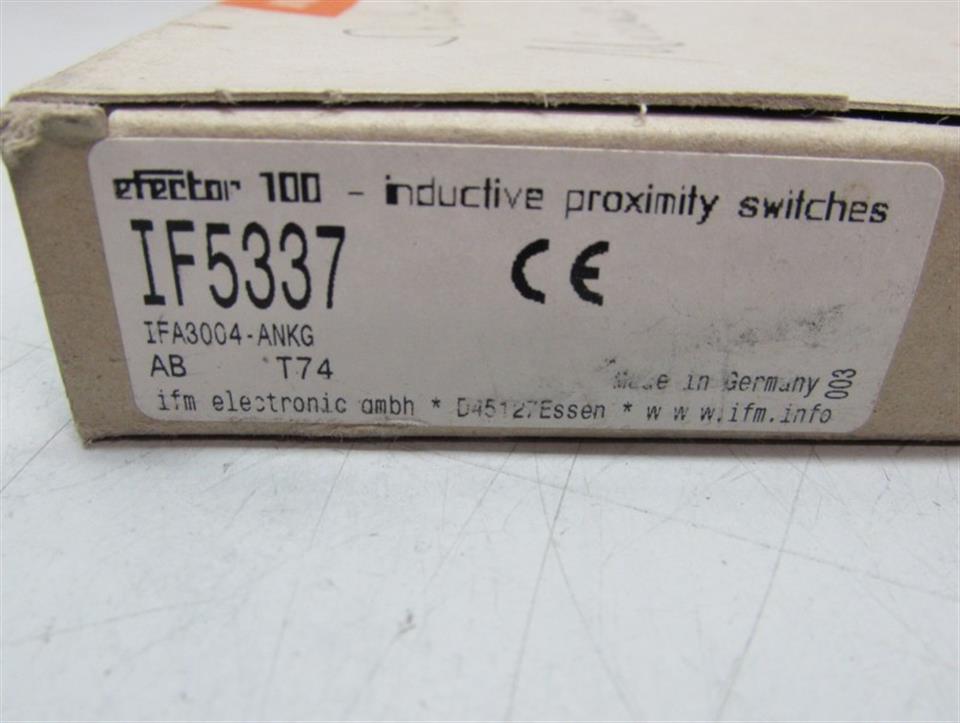 efector 100 - inductive proximity switches
IF5337
CE
IFA3004-ANKG
AB T74
Made in Germany 003
ifm electronic gmbh * D45127Essen * www.ifm.info